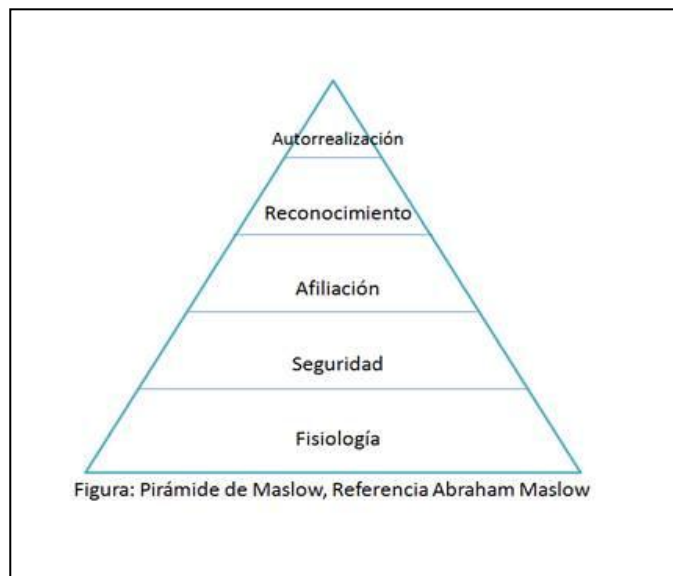 Autorrealización
Reconocimiento
Afiliación
Seguridad
Fisiología
Figura: Pirámide de Maslow, Referencia Abraham Maslow